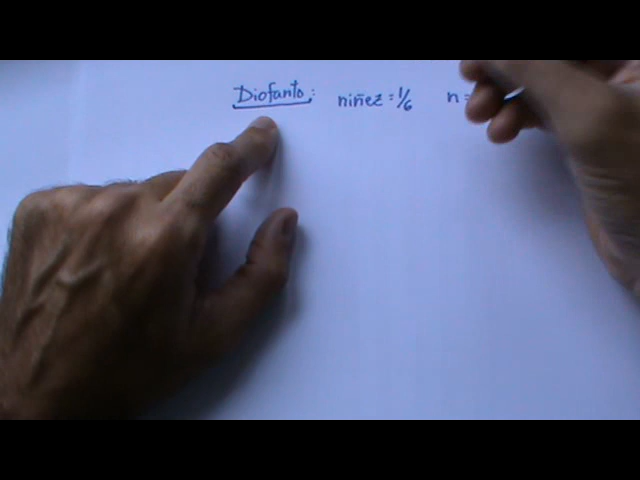 Diofanto: niñez = 1/6 n =